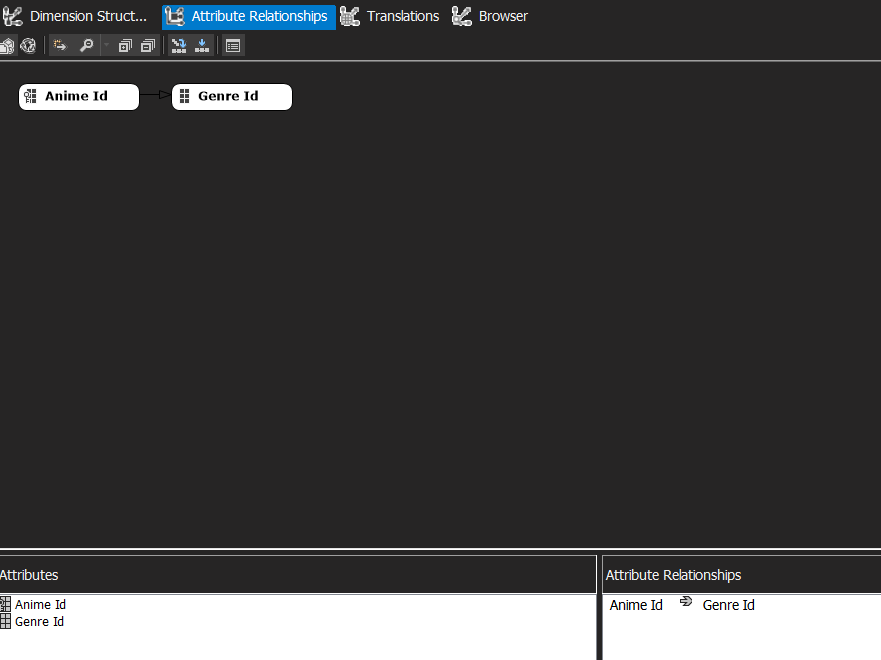 Dimension Struct... Attribute Relationships Translations Browser
Anime Id Genre Id
Attributes Attribute Relationships
Anime Id Anime Id Genre Id
Genre Id